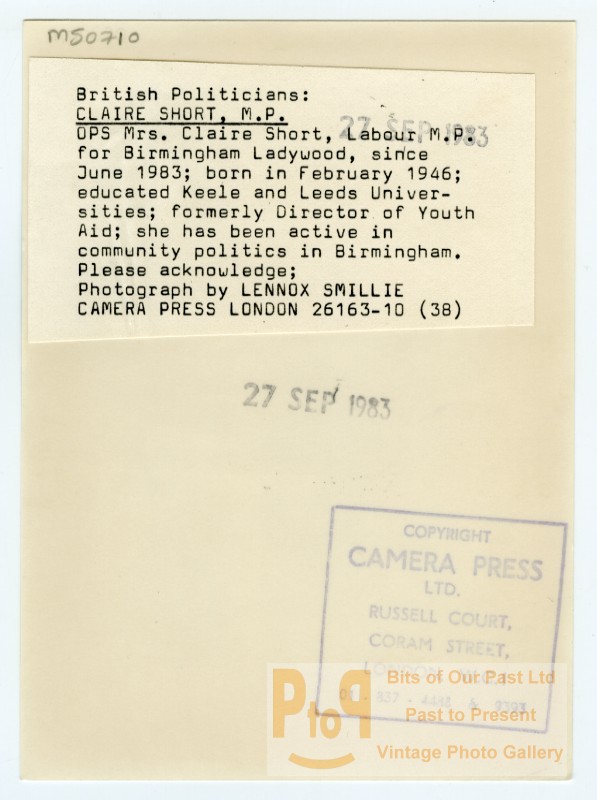 M50710
British Politicians:
CLAIRE SHORT, M.P.
OPS Mrs. Claire Short, Labour M.P.
27 SEP 1983
for Birmingham Ladywood, since
June 1983; born in February 1946;
educated Keele and Leeds Univer-
sities; formerly Director of Youth
Aid; she has been active in
community politics in Birmingham.
Please acknowledge;
Photograph by LENNOX SMILLIE
CAMERA PRESS LONDON 26163-10 (38)
27 SEP 1983
COPYRIGHT
CAMERA PRESS
LTD.
RUSSELL COURT,
CORAM STREET,
LONDON
01 - 837 - &
PtoP
Bits of Our Past Ltd
Past to Present
Vintage Photo Gallery